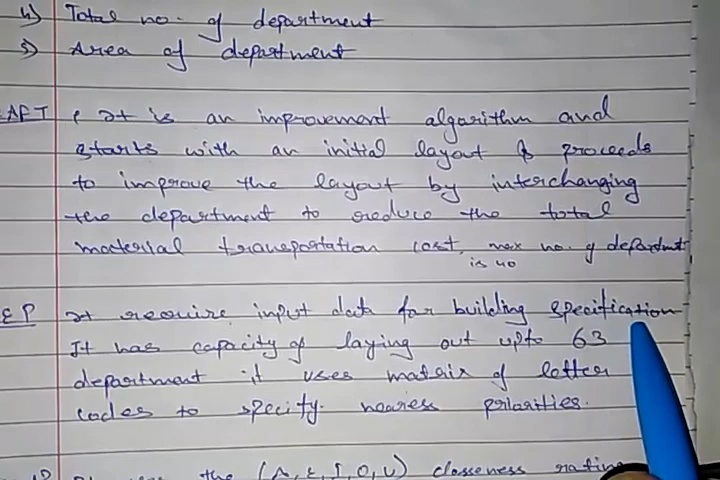 4) Total no. of department
5) Area of department
AFT : It is an improvement algorithm and
starts with an initial layout & proceeds
to improve the layout by interchanging
the department to reduce the total
material transportation cost, max no. of departmnt
is 40
EP It require input data for building specification
It has capacity of laying out upto 63
department it uses matrix of letter
codes to specity nearess priorities.
the (A, E, I, O, U) closeness rating